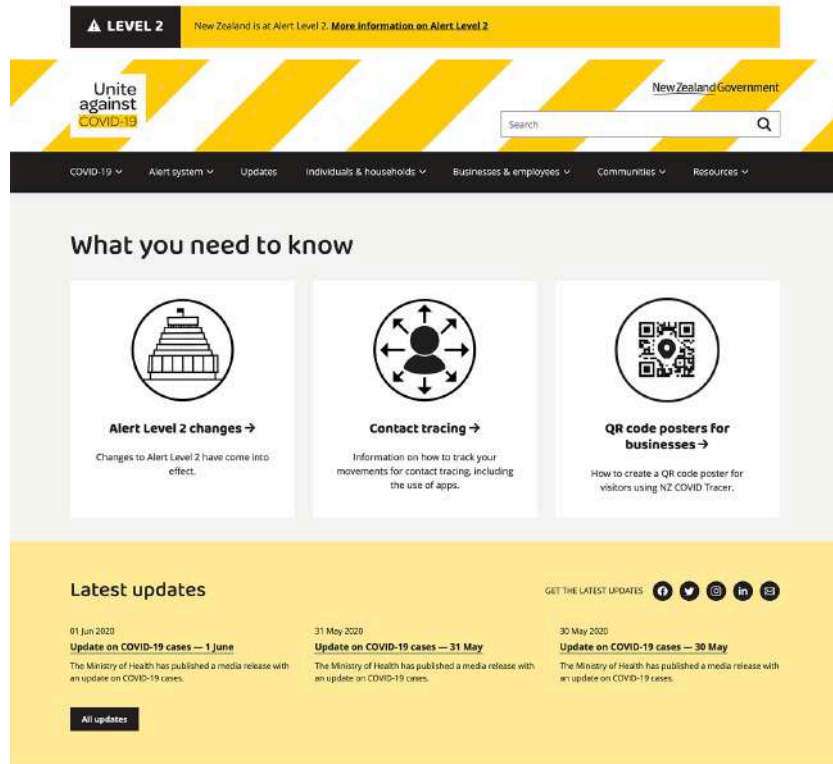 LEVEL 2
New Zealand is at Alert Level 2. More information on Alert Level 2
Unite
against
COVID-19
New Zealand Government
Search
COVID-19
Alert system
Updates
Individuals & households
Businesses & employees
Communities
Resources
What you need to know
Alert Level 2 changes →
Changes to Alert Level 2 have come into
effect.
Contact tracing →
Information on how to track your
movements for contact tracing, including
the use of apps.
QR code posters for
businesses →
How to create a QR code poster for
visitors using NZ COVID Tracer.
Latest updates
GET THE LATEST UPDATES
01 Jun 2020
Update on COVID-19 cases — 1 June
The Ministry of Health has published a media release with
an update on COVID-19 cases.
31 May 2020
Update on COVID-19 cases — 31 May
The Ministry of Health has published a media release with
an update on COVID-19 cases.
30 May 2020
Update on COVID-19 cases — 30 May
The Ministry of Health has published a media release with
an update on COVID-19 cases.
All updates